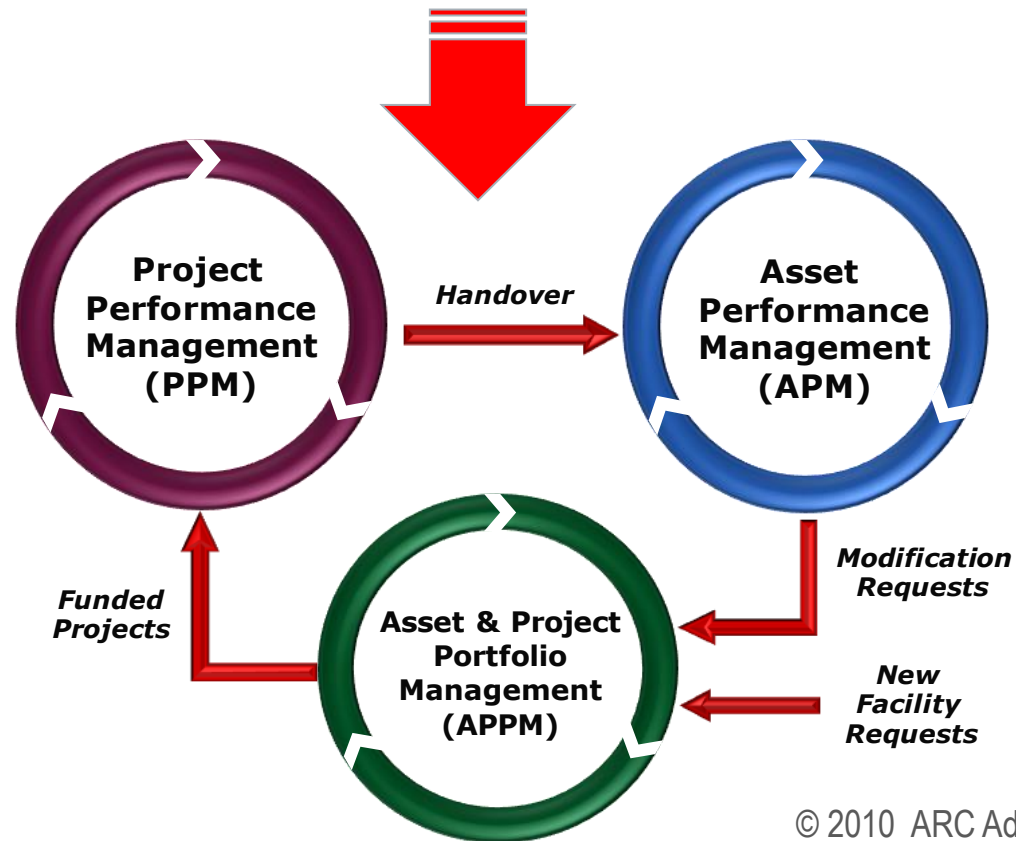 Project
Performance
Management
(PPM)
Handover
Asset
Performance
Management
(APM)
Funded
Projects
Asset & Project
Portfolio
Management
(APPM)
Modification
Requests
New
Facility
Requests
© 2010 ARC Ad